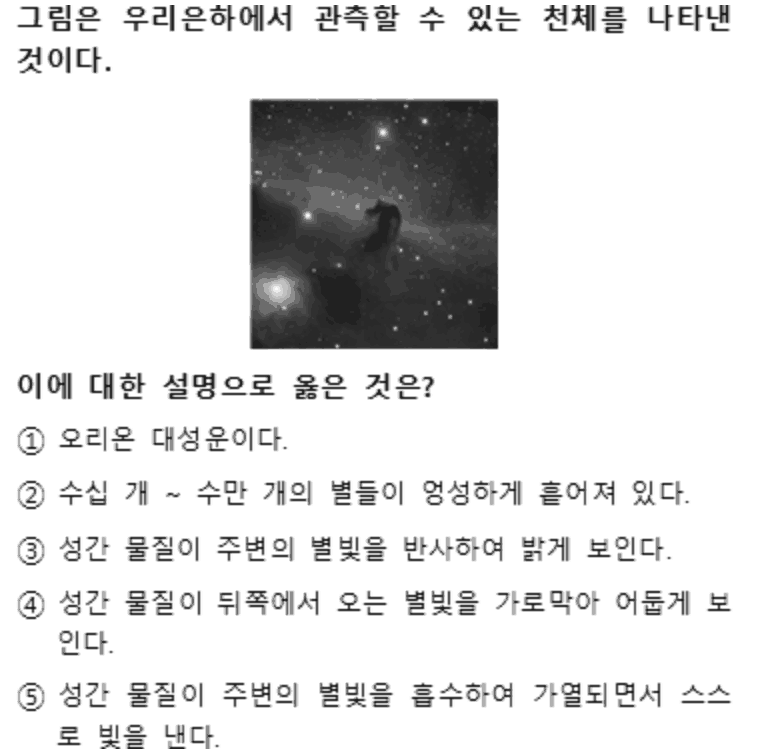 그림은 우리은하에서 관측할 수 있는 천체를 나타낸
것이다.
이에 대한 설명으로 옳은 것은?
① 오리온 대성운이다.
② 수십 개 ~ 수만 개의 별들이 엉성하게 흩어져 있다.
③ 성간 물질이 주변의 별빛을 반사하여 밝게 보인다.
④ 성간 물질이 뒤쪽에서 오는 별빛을 가로막아 어둡게 보
인다.
⑤ 성간 물질이 주변의 별빛을 흡수하여 가열되면서 스스
로 빛을 낸다.